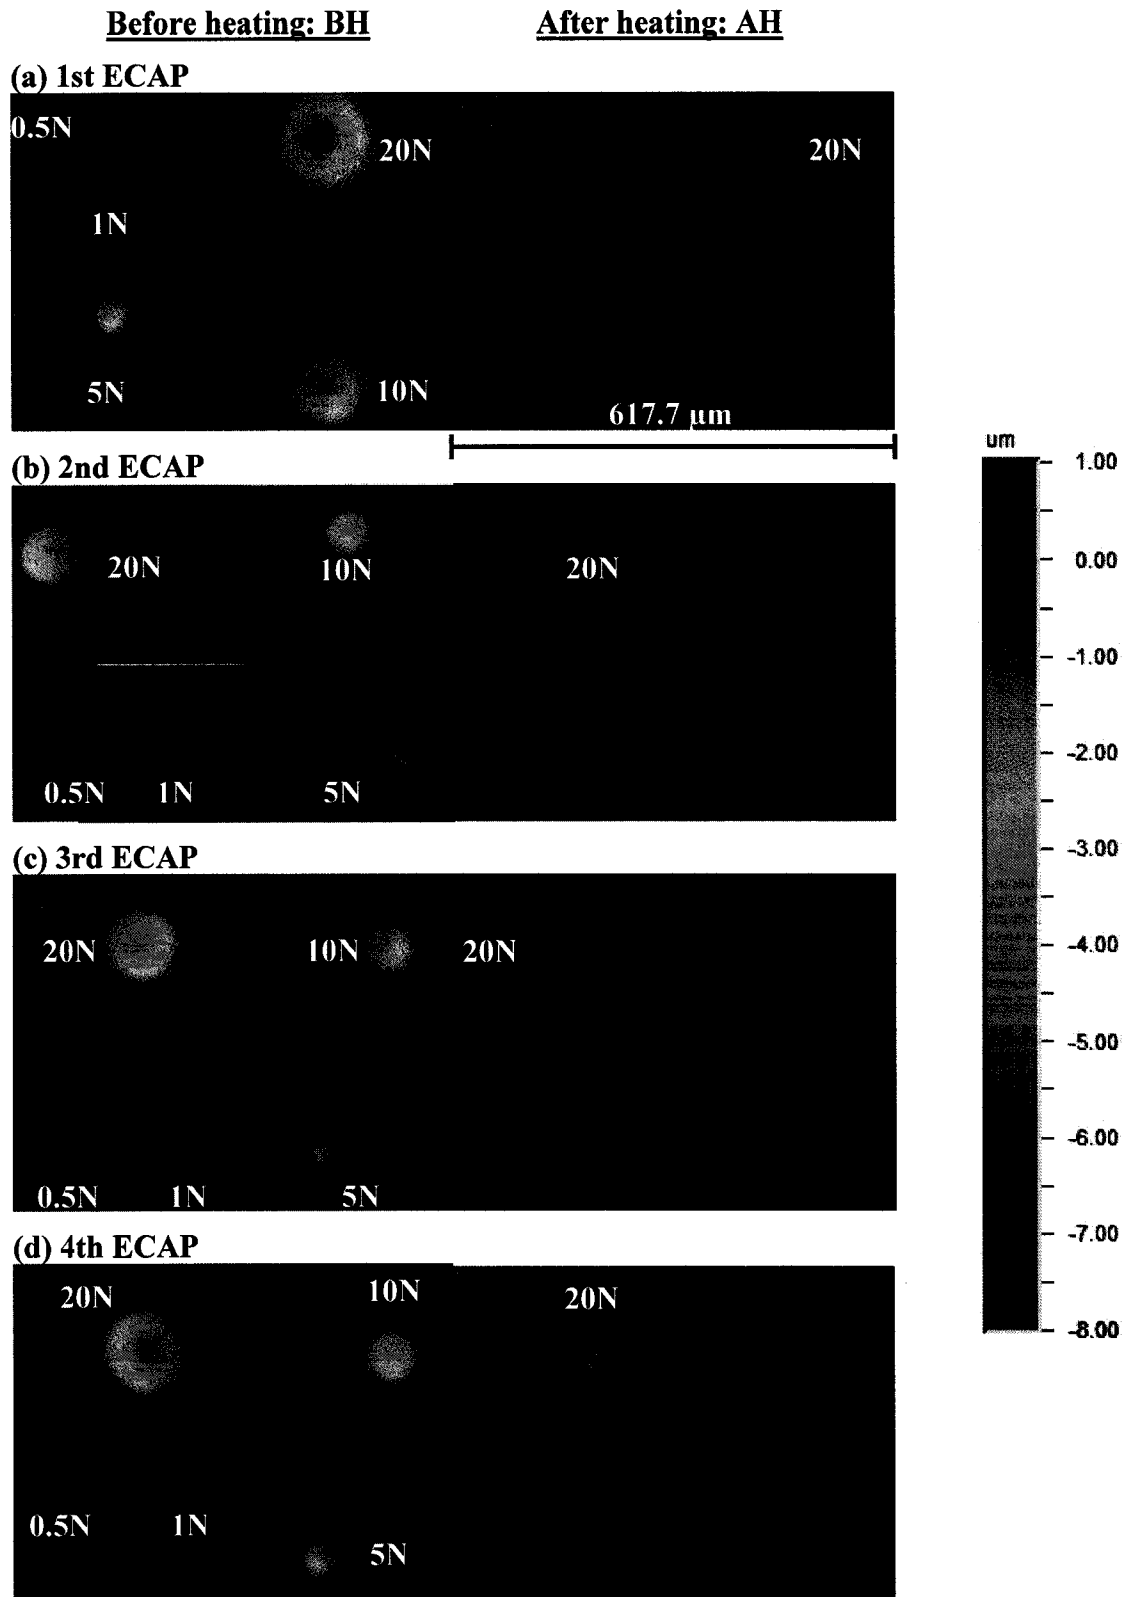 Before heating: BH After heating: AH
(a) 1st ECAP
0.5N
20N 20N
1N
5N 10N
617.7 µm
(b) 2nd ECAP
20N 10N 20N
0.5N 1N 5N
(c) 3rd ECAP
20N 10N 20N
0.5N 1N 5N
(d) 4th ECAP
20N 10N 20N
0.5N 1N
5N
um
1.00
0.00
-1.00
-2.00
-3.00
-4.00
-5.00
-6.00
-7.00
-8.00